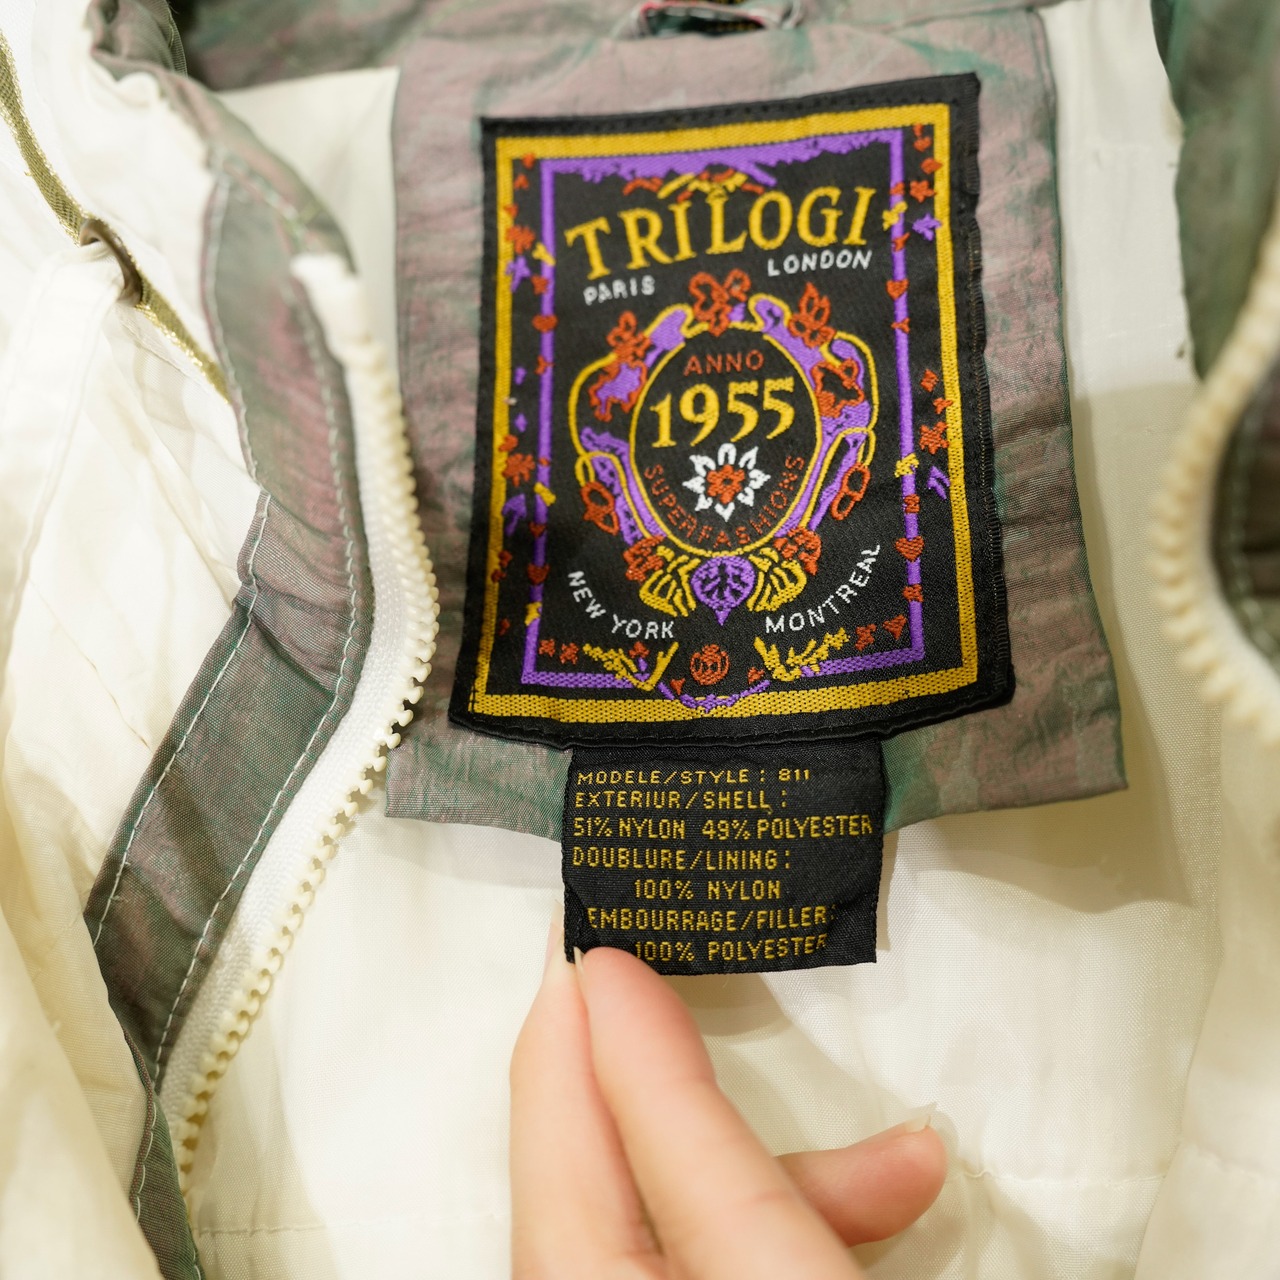 TRILOGI
PARIS LONDON
ANNO
1955
SUPERFASHIONS
NEW YORK MONTREAL
MODELE/STYLE : 811
EXTERIUR/SHELL :
51% NYLON 49% POLYESTER
DOUBLURE/LINING :
100% NYLON
EMBOURRAGE/FILLER:
100% POLYESTER